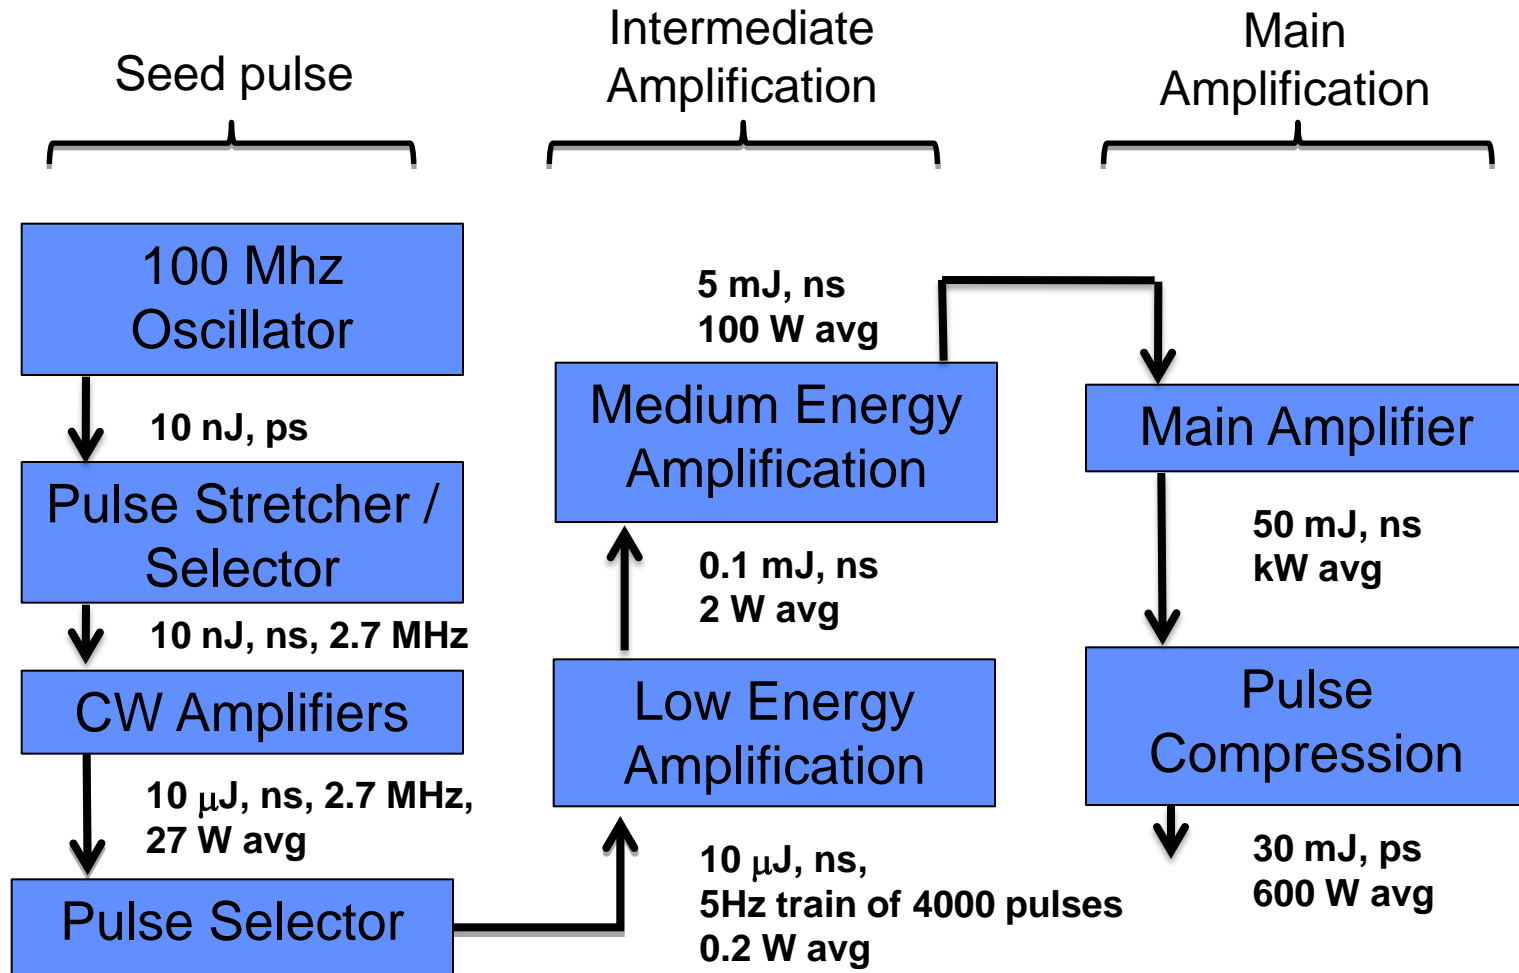 Seed pulse
100 Mhz
Oscillator
10 nJ, ps
Pulse Stretcher /
Selector
10 nJ, ns, 2.7 MHz
CW Amplifiers
10 μJ, ns, 2.7 MHz,
27 W avg
Pulse Selector
Intermediate
Amplification
5 mJ, ns
100 W avg
Medium Energy
Amplification
0.1 mJ, ns
2 W avg
Low Energy
Amplification
10 μJ, ns,
5Hz train of 4000 pulses
0.2 W avg
Main
Amplification
Main Amplifier
50 mJ, ns
kW avg
Pulse
Compression
30 mJ, ps
600 W avg